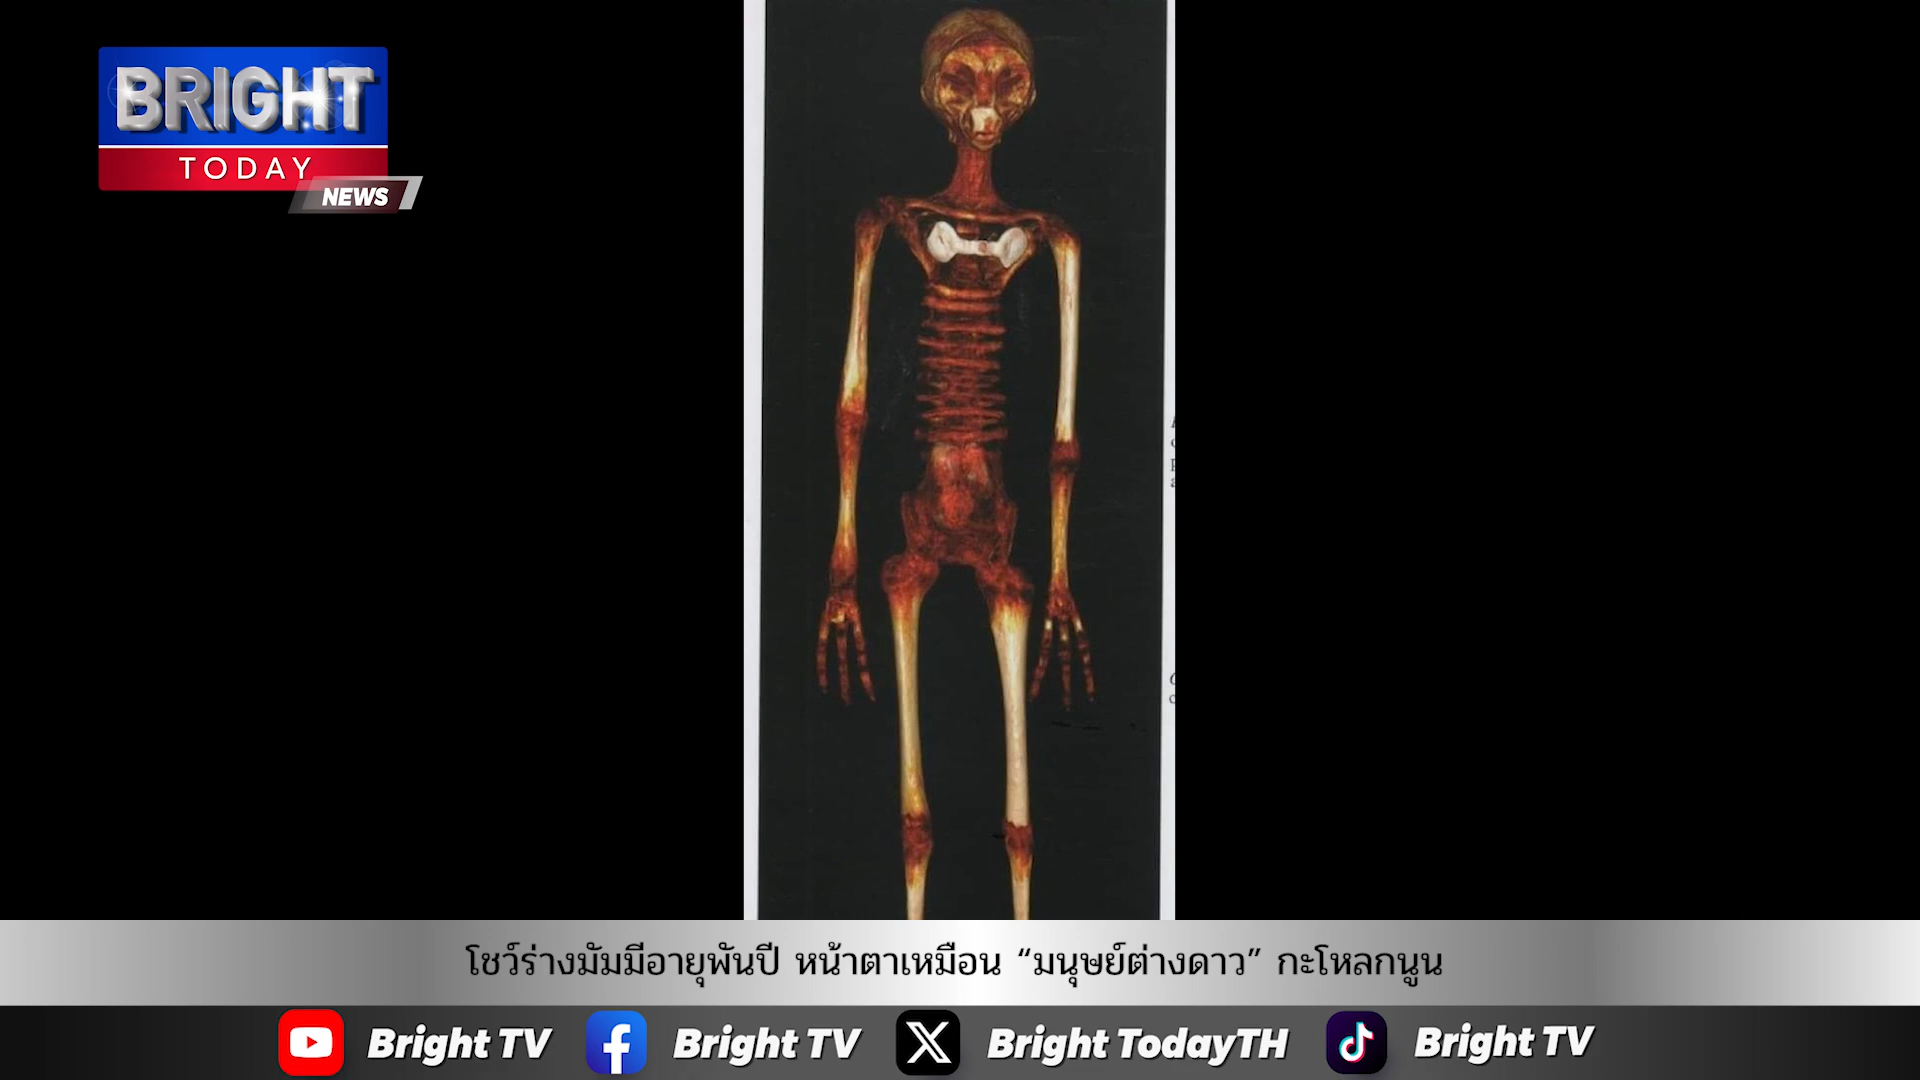 BRIGHT
TODAY
NEWS
โชว์ร่างมัมมี่อายุพันปี หน้าตาเหมือน “มนุษย์ต่างดาว” กะโหลกนูน
Bright TV
Bright TV
Bright TodayTH
Bright TV